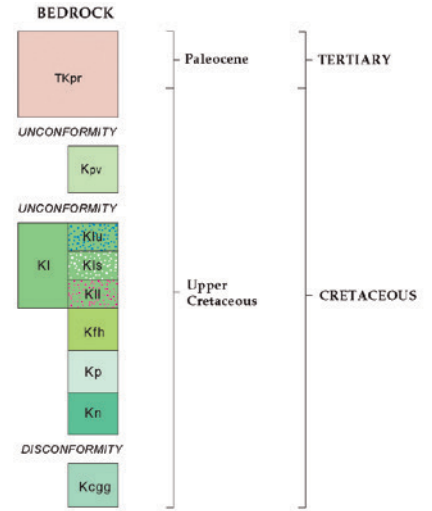 BEDROCK
TKpr
Paleocene
TERTIARY
UNCONFORMITY
Kpv
UNCONFORMITY
Klu
Kl
Kls
Kll
Upper
Cretaceous
CRETACEOUS
Kfh
Kp
Kn
DISCONFORMITY
Kcgg